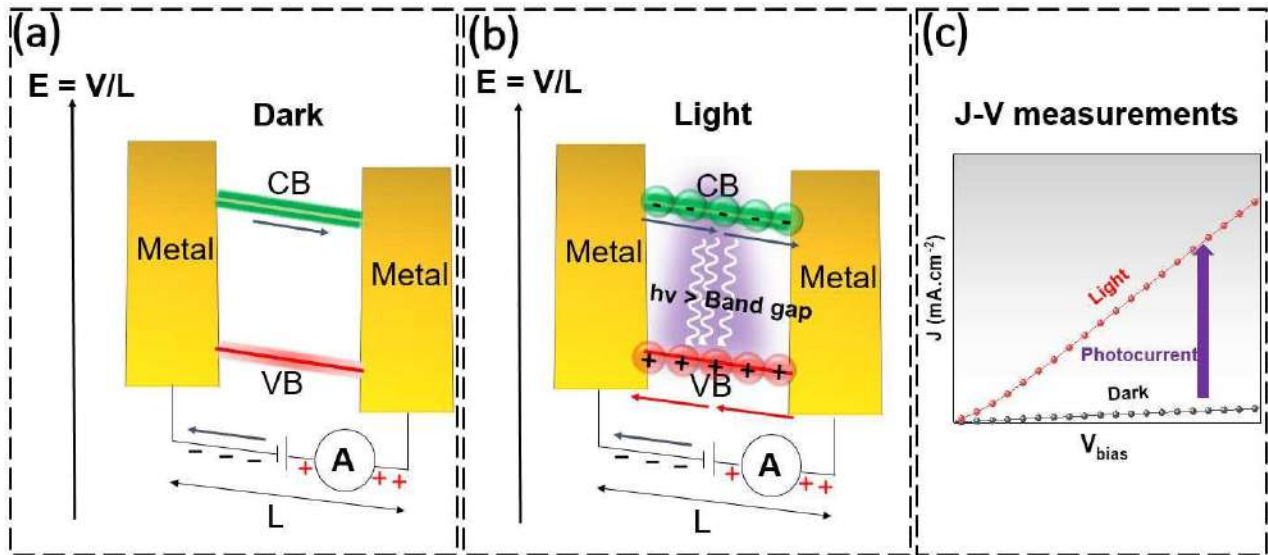 (a)
E = V/L
Dark
CB
Metal
Metal
VB
- - -
+
A
+ +
L
(b)
E = V/L
Light
CB
- - - - -
Metal
Metal
hv > Band gap
+ + + + +
VB
- - -
+
A
+ +
L
(c)
J-V measurements
J (mA.cm-2)
Light
Photocurrent
Dark
Vbias